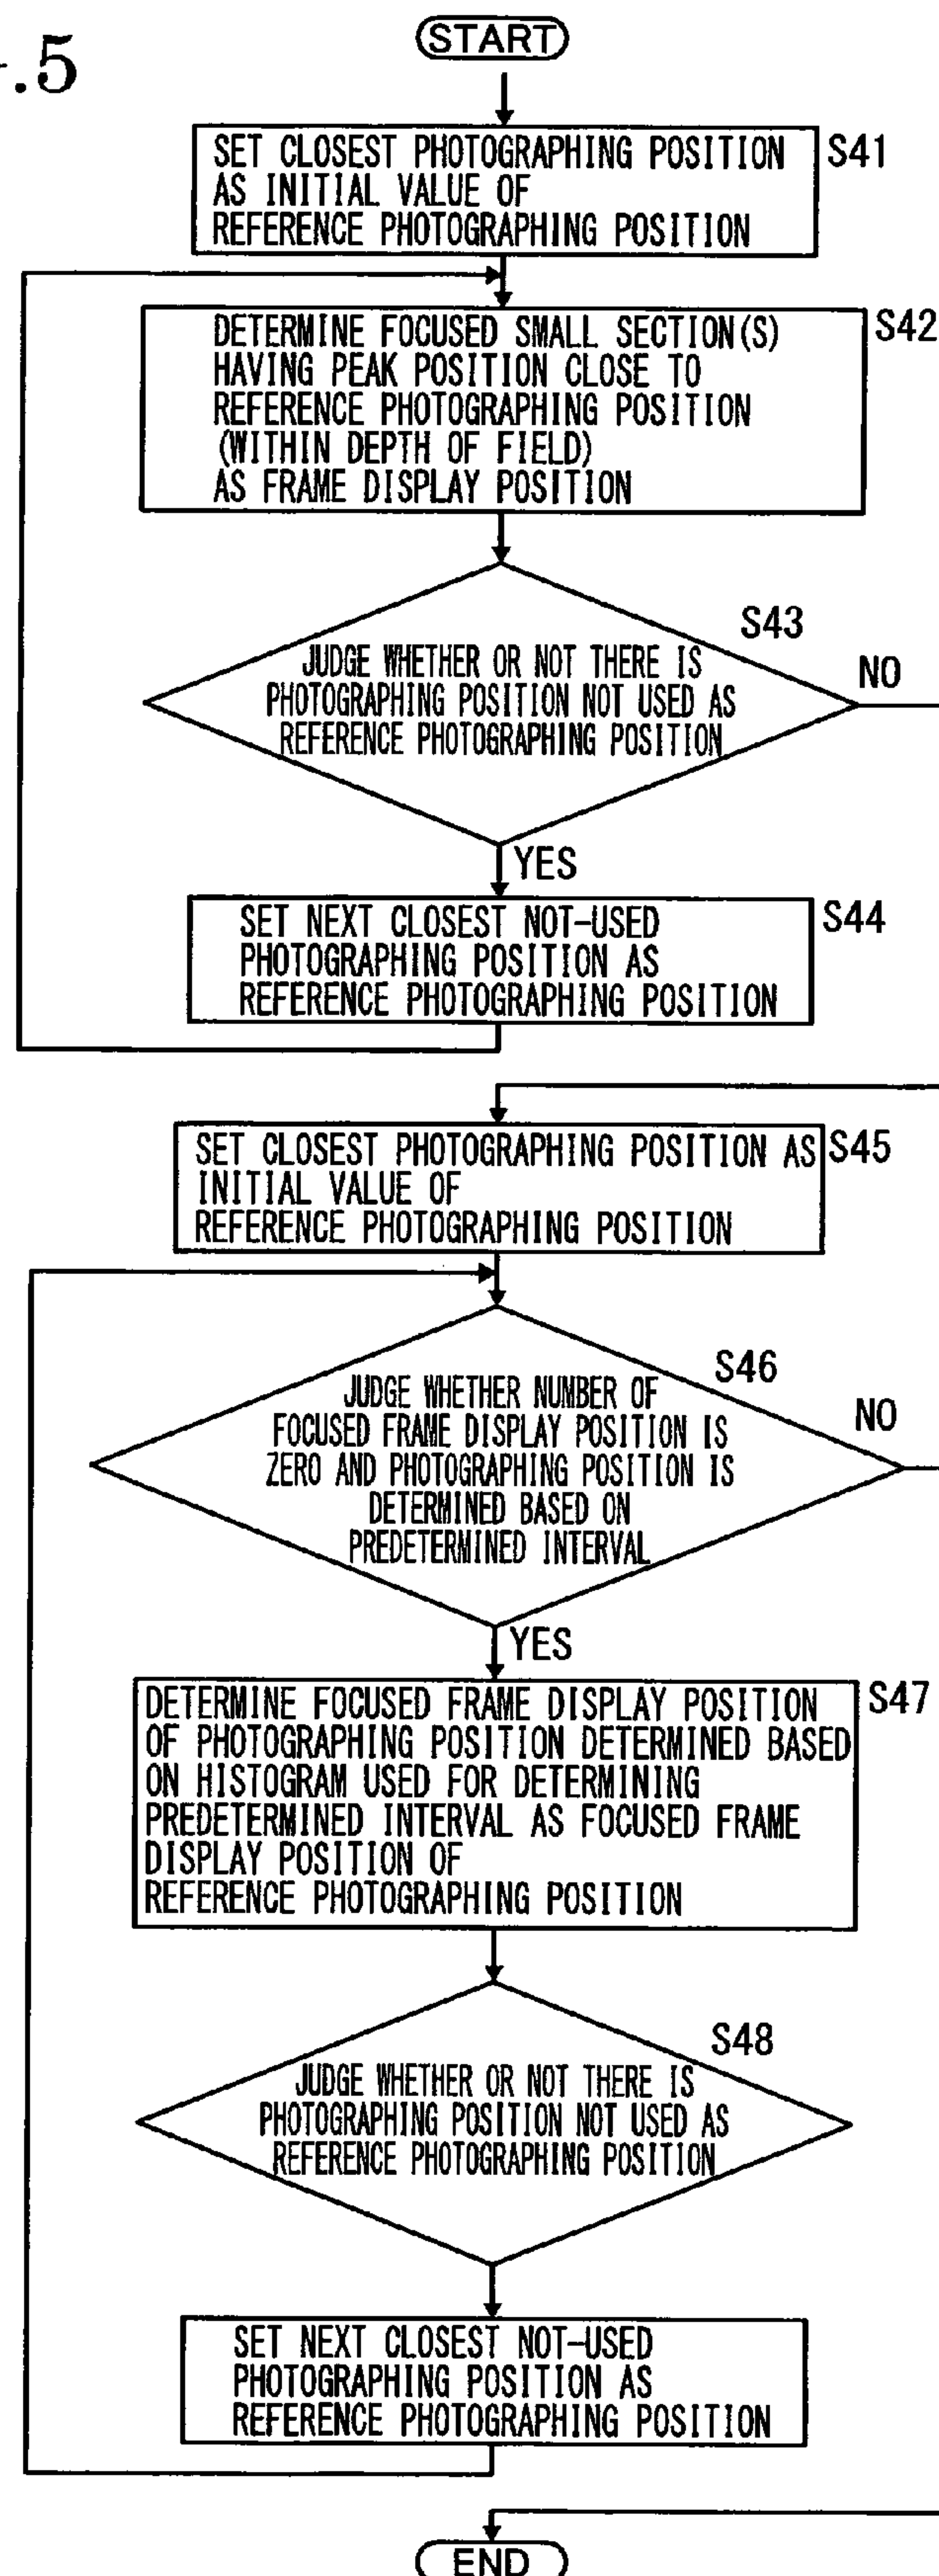 .5
START
SET CLOSEST PHOTOGRAPHING POSITION
AS INITIAL VALUE OF
REFERENCE PHOTOGRAPHING POSITION
S41
DETERMINE FOCUSED SMALL SECTION(S)
HAVING PEAK POSITION CLOSE TO
REFERENCE PHOTOGRAPHING POSITION
(WITHIN DEPTH OF FIELD)
AS FRAME DISPLAY POSITION
S42
S43
JUDGE WHETHER OR NOT THERE IS
PHOTOGRAPHING POSITION NOT USED AS
REFERENCE PHOTOGRAPHING POSITION
NO
YES
SET NEXT CLOSEST NOT-USED
PHOTOGRAPHING POSITION AS
REFERENCE PHOTOGRAPHING POSITION
S44
SET CLOSEST PHOTOGRAPHING POSITION AS
INITIAL VALUE OF
REFERENCE PHOTOGRAPHING POSITION
S45
S46
JUDGE WHETHER NUMBER OF
FOCUSED FRAME DISPLAY POSITION IS
ZERO AND PHOTOGRAPHING POSITION IS
DETERMINED BASED ON
PREDETERMINED INTERVAL
NO
YES
DETERMINE FOCUSED FRAME DISPLAY POSITION
OF PHOTOGRAPHING POSITION DETERMINED BASED
ON HISTOGRAM USED FOR DETERMINING
PREDETERMINED INTERVAL AS FOCUSED FRAME
DISPLAY POSITION OF
REFERENCE PHOTOGRAPHING POSITION
S47
S48
JUDGE WHETHER OR NOT THERE IS
PHOTOGRAPHING POSITION NOT USED AS
REFERENCE PHOTOGRAPHING POSITION
SET NEXT CLOSEST NOT-USED
PHOTOGRAPHING POSITION AS
REFERENCE PHOTOGRAPHING POSITION
END